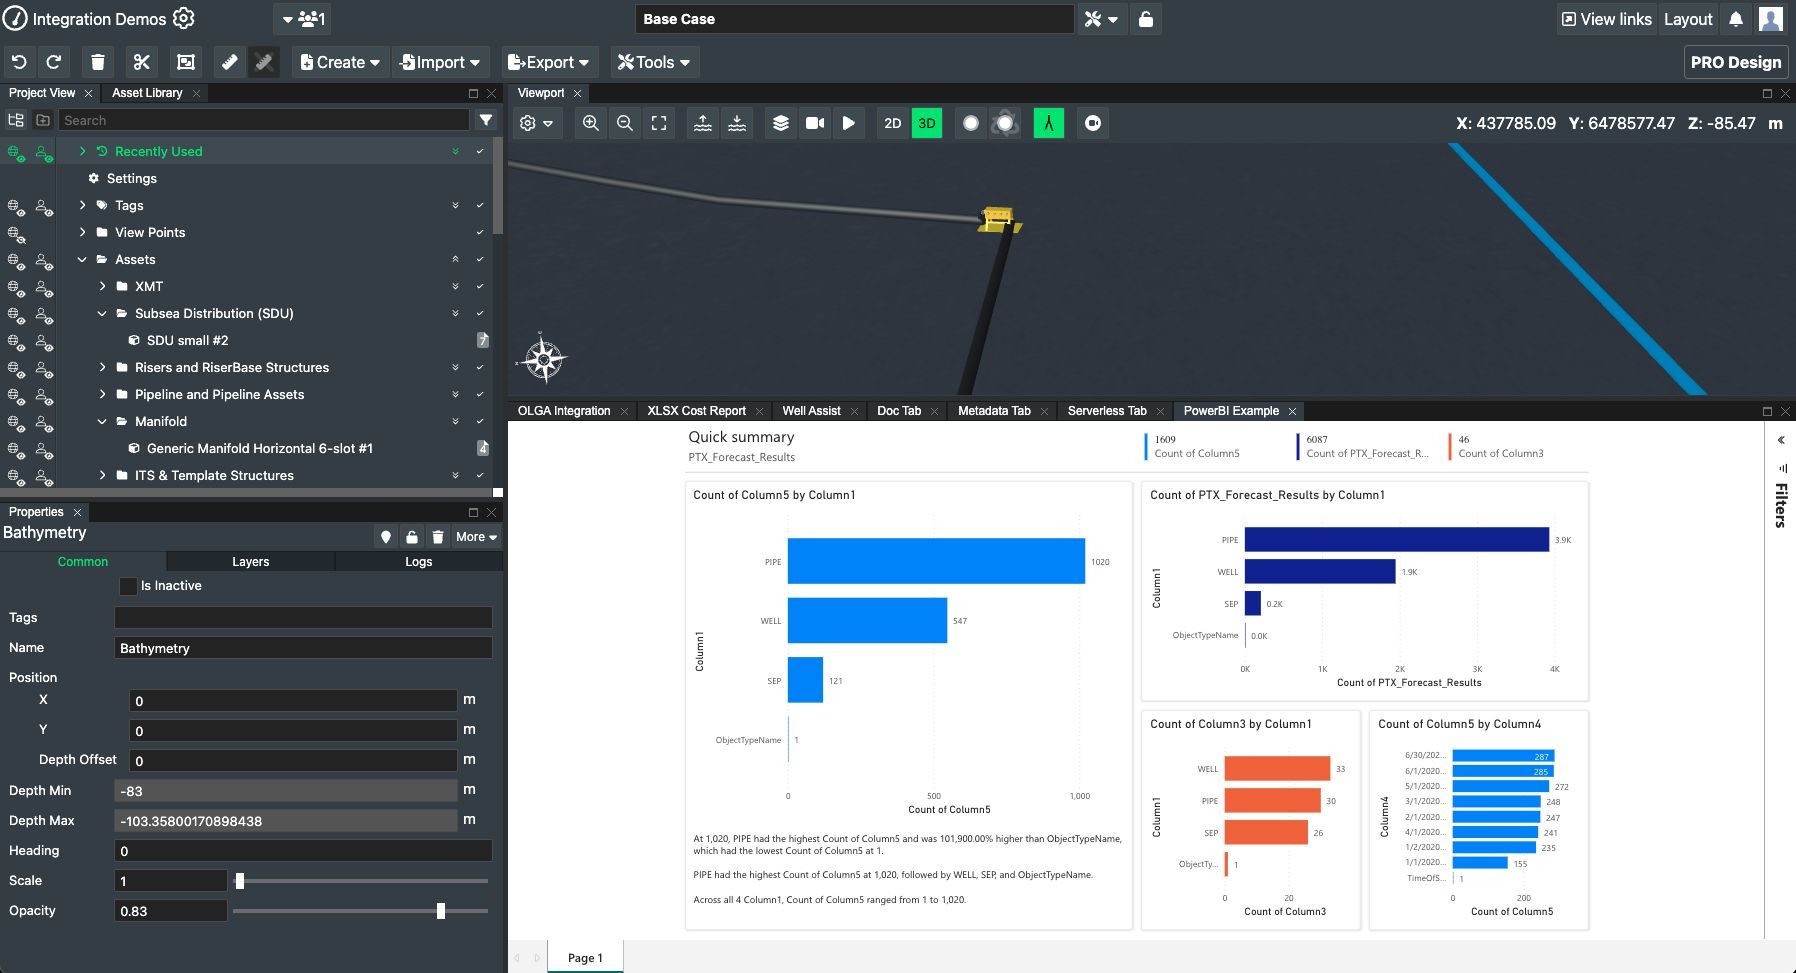 Integration Demos
1
Base Case
View links
Layout
Create
Import
Export
Tools
PRO Design
Project View
Asset Library
Search
Recently Used
Settings
Tags
View Points
Assets
XMT
Subsea Distribution (SDU)
SDU small #2
7
Risers and RiserBase Structures
Pipeline and Pipeline Assets
Manifold
Generic Manifold Horizontal 6-slot #1
4
ITS & Template Structures
Properties
Bathymetry
More
Common
Layers
Logs
Is Inactive
Tags
Name
Bathymetry
Position
X
0
m
Y
0
m
Depth Offset
0
m
Depth Min
-83
m
Depth Max
-103.35800170898438
m
Heading
0
Scale
1
Opacity
0.83
Viewport
2D
3D
X: 437785.09 Y: 6478577.47 Z: -85.47 m
OLGA Integration
XLSX Cost Report
Well Assist
Doc Tab
Metadata Tab
Serverless Tab
PowerBI Example
Quick summary
PTX_Forecast_Results
1609
Count of Column5
6087
Count of PTX_Forecast_R...
46
Count of Column3
Filters
Count of Column5 by Column1
Column1
PIPE
1020
WELL
547
SEP
121
ObjectTypeName
1
0
500
1,000
Count of Column5
At 1,020, PIPE had the highest Count of Column5 and was 101,900.00% higher than ObjectTypeName,
which had the lowest Count of Column5 at 1.
PIPE had the highest Count of Column5 at 1,020, followed by WELL, SEP, and ObjectTypeName.
Across all 4 Column1, Count of Column5 ranged from 1 to 1,020.
Count of PTX_Forecast_Results by Column1
Column1
PIPE
3.9K
WELL
1.9K
SEP
0.2K
ObjectTypeName
0.0K
0K
1K
2K
3K
4K
Count of PTX_Forecast_Results
Count of Column3 by Column1
Column1
WELL
33
PIPE
30
SEP
26
ObjectTy...
1
0
20
Count of Column3
Count of Column5 by Column4
Column4
6/30/202...
287
6/1/2020...
285
5/1/2020...
272
3/1/2020...
248
2/1/2020...
247
4/1/2020...
241
1/2/2020...
235
1/1/2020...
155
TimeOfS...
1
0
200
Count of Column5
Page 1